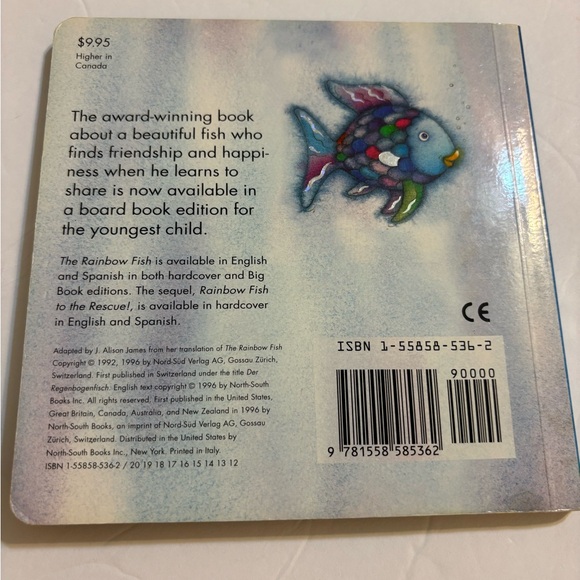 $9.95
Higher in
Canada
The award-winning book
about a beautiful fish who
finds friendship and happi-
ness when he learns to
share is now available in
a board book edition for
the youngest child.
The Rainbow Fish is available in English
and Spanish in both hardcover and Big
Book editions. The sequel, Rainbow Fish
to the Rescue!, is available in hardcover
in English and Spanish.
Adapted by J. Alison James from her translation of The Rainbow Fish
Copyright © 1992, 1996 by Nord-Süd Verlag AG, Gossau Zürich,
Switzerland. First published in Switzerland under the title Der
Regenbogenfisch. English text copyright © 1996 by North-South
Books Inc. All rights reserved. First published in the United States,
Great Britain, Canada, Australia, and New Zealand in 1996 by
North-South Books, an imprint of Nord-Süd Verlag AG, Gossau
Zürich, Switzerland. Distributed in the United States by
North-South Books Inc., New York. Printed in Italy.
ISBN 1-55858-536-2 / 20 19 18 17 16 15 14 13 12
CE
ISBN 1-55858-536-2
90000
9 781558 585362